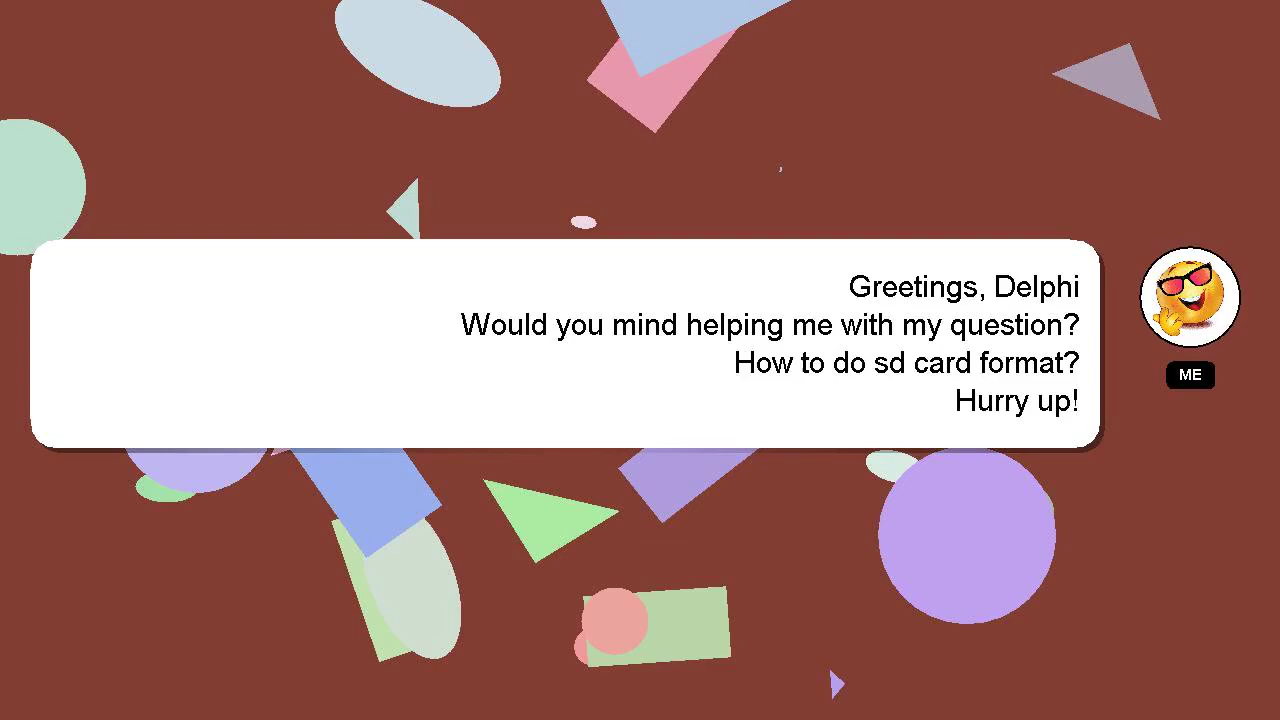 Greetings, Delphi
Would you mind helping me with my question?
How to do sd card format?
Hurry up!
ME